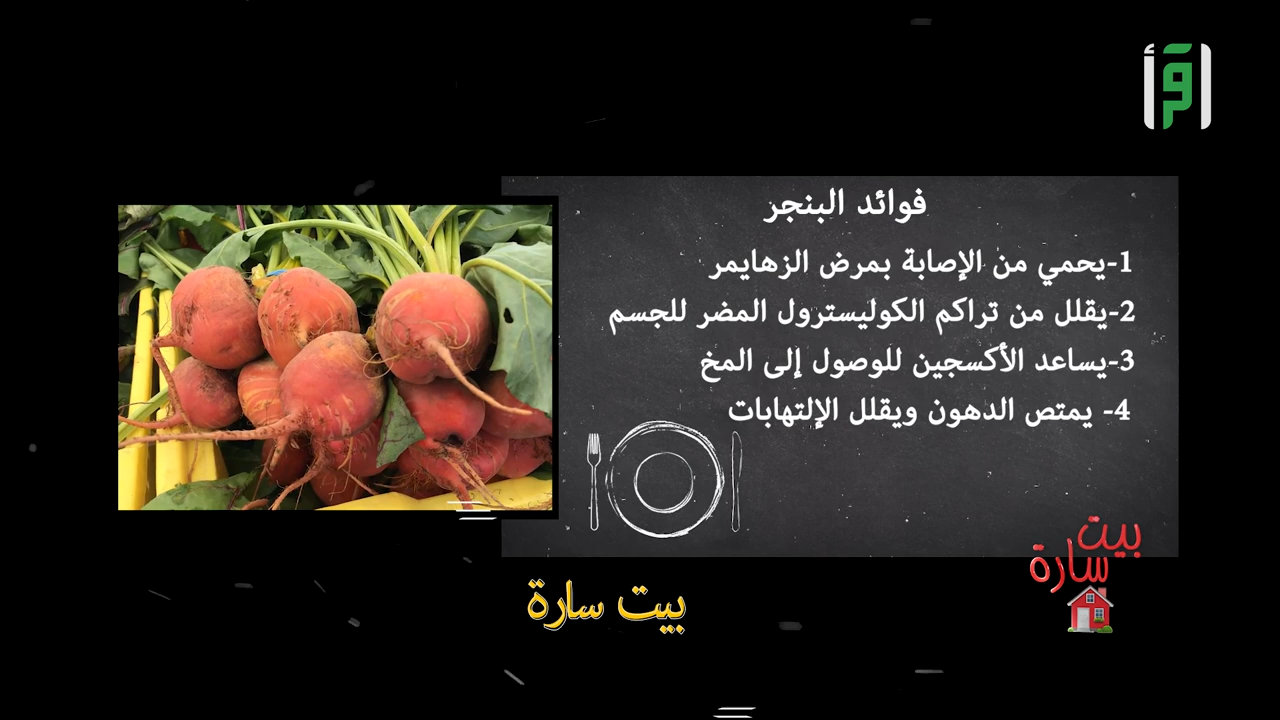 اقرأ
فوائد البنجر
1-يحمي من الإصابة بمرض الزهايمر
2-يقلل من تراكم الكوليسترول المضر للجسم
3-يساعد الأكسجين للوصول إلى المخ
4- يمتص الدهون ويقلل الإلتهابات
بيت
سارة
بيت سارة